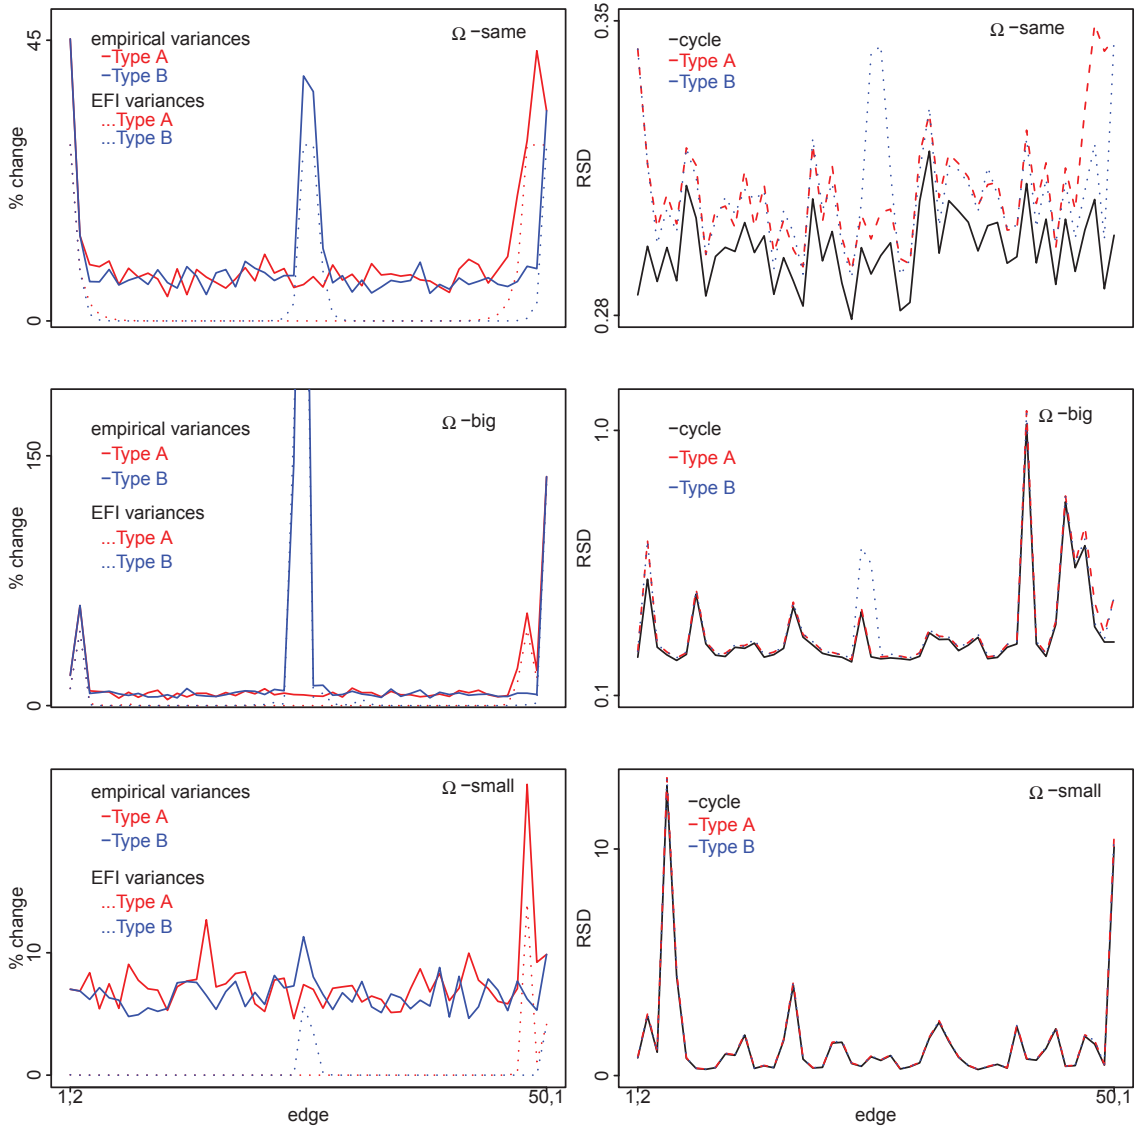 45
0
% change
empirical variances
−Type A
−Type B
EFI variances
...Type A
...Type B
Ω −same
0.35
0.28
RSD
−cycle
−Type A
−Type B
Ω −same
150
0
% change
empirical variances
−Type A
−Type B
EFI variances
...Type A
...Type B
Ω −big
1.0
0.1
RSD
−cycle
−Type A
−Type B
Ω −big
10
0
% change
empirical variances
−Type A
−Type B
EFI variances
...Type A
...Type B
Ω −small
1,2
50,1
edge
10
0
RSD
−cycle
−Type A
−Type B
Ω −small
1,2
50,1
edge